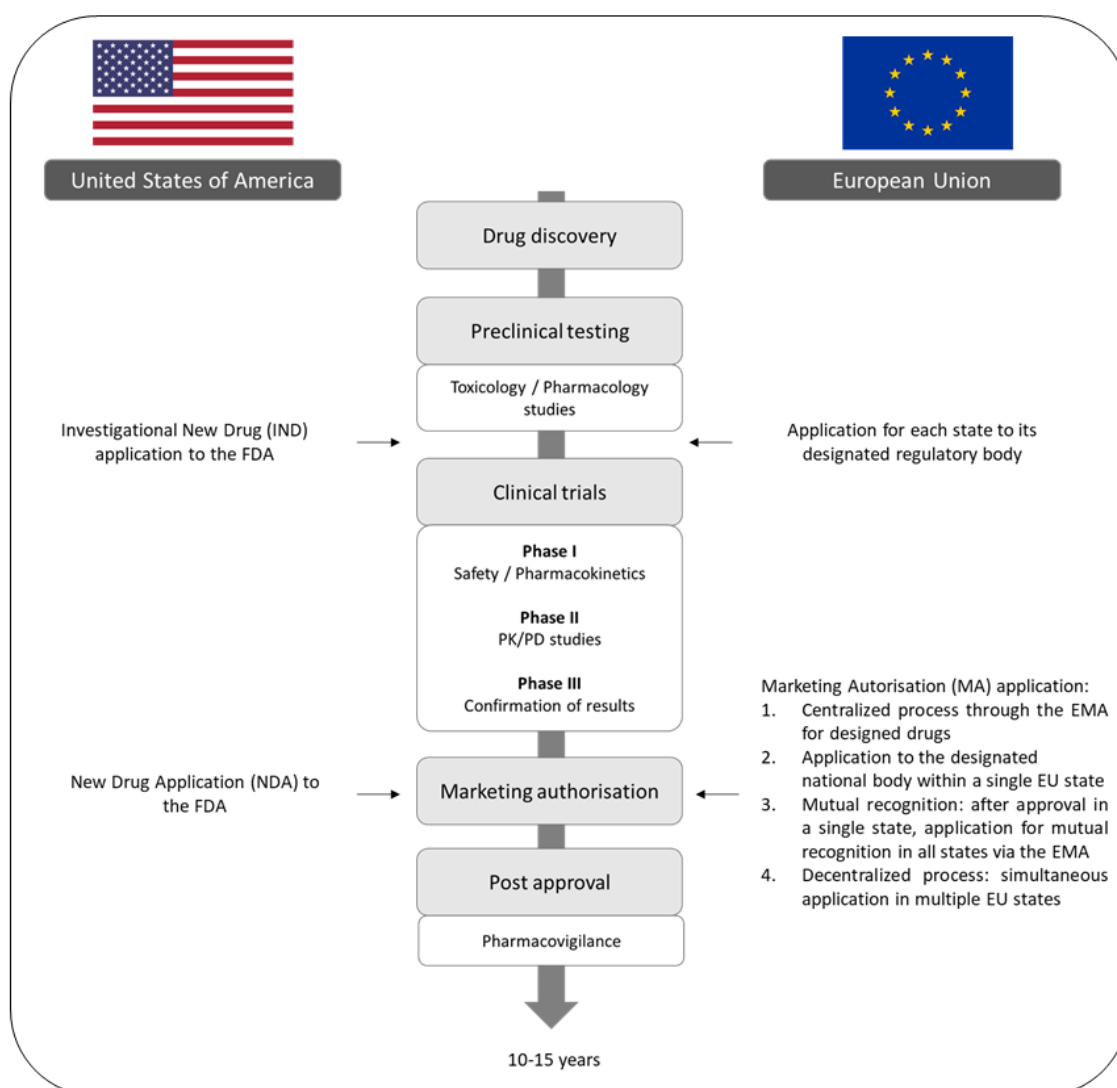 United States of America
European Union
Drug discovery
Preclinical testing
Toxicology / Pharmacology
studies
Investigational New Drug (IND)
application to the FDA
Application for each state to its
designated regulatory body
Clinical trials
Phase I
Safety / Pharmacokinetics
Phase II
PK/PD studies
Phase III
Confirmation of results
Marketing Autorisation (MA) application:
1. Centralized process through the EMA
for designed drugs
2. Application to the designated
national body within a single EU state
3. Mutual recognition: after approval in
a single state, application for mutual
recognition in all states via the EMA
4. Decentralized process: simultaneous
application in multiple EU states
New Drug Application (NDA) to
the FDA
Marketing authorisation
Post approval
Pharmacovigilance
10-15 years